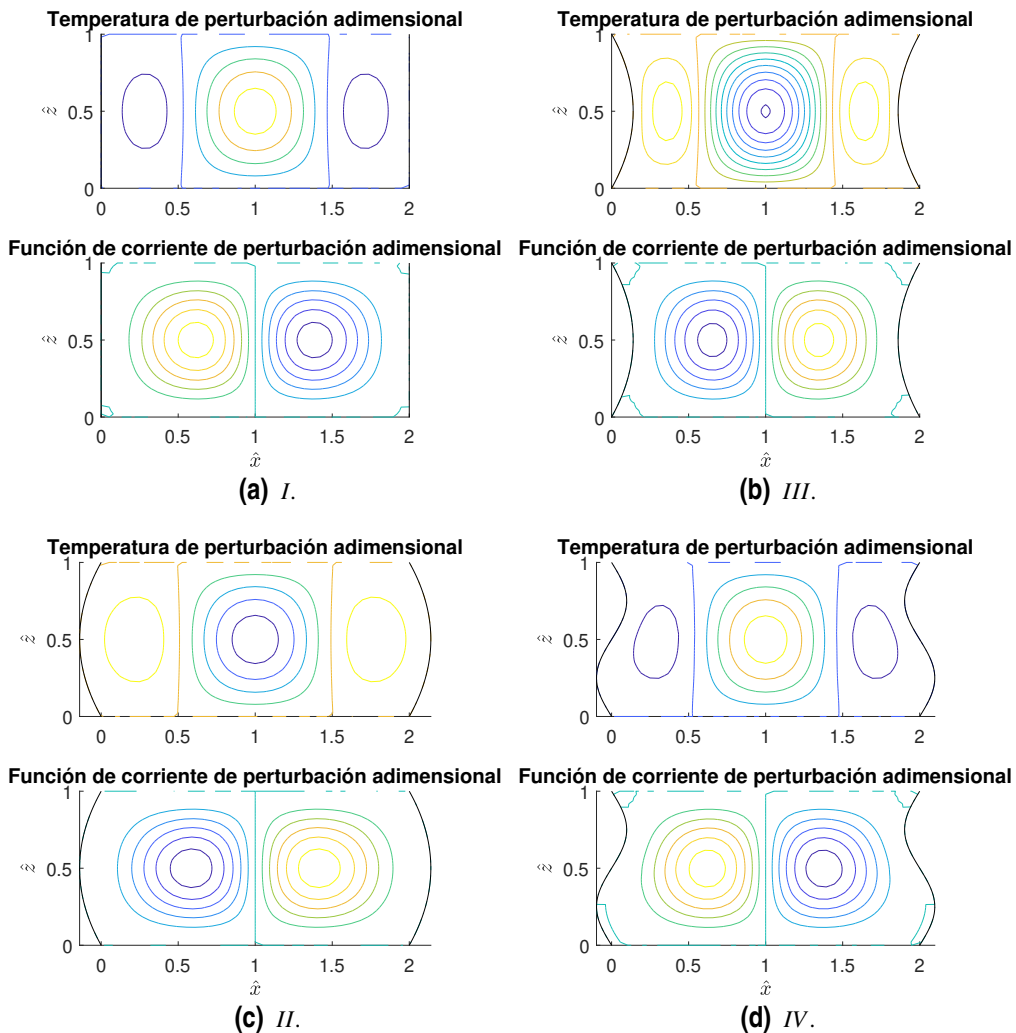 Temperatura de perturbación adimensional
1
0.5
0
ẑ
0 0.5 1 1.5 2
Función de corriente de perturbación adimensional
1
0.5
0
ẑ
0 0.5 1 1.5 2
x̂
(a) I.
Temperatura de perturbación adimensional
1
0.5
0
ẑ
0 0.5 1 1.5 2
Función de corriente de perturbación adimensional
1
0.5
0
ẑ
0 0.5 1 1.5 2
x̂
(b) III.
Temperatura de perturbación adimensional
1
0.5
0
ẑ
0 0.5 1 1.5 2
Función de corriente de perturbación adimensional
1
0.5
0
ẑ
0 0.5 1 1.5 2
x̂
(c) II.
Temperatura de perturbación adimensional
1
0.5
0
ẑ
0 0.5 1 1.5 2
Función de corriente de perturbación adimensional
1
0.5
0
ẑ
0 0.5 1 1.5 2
x̂
(d) IV.